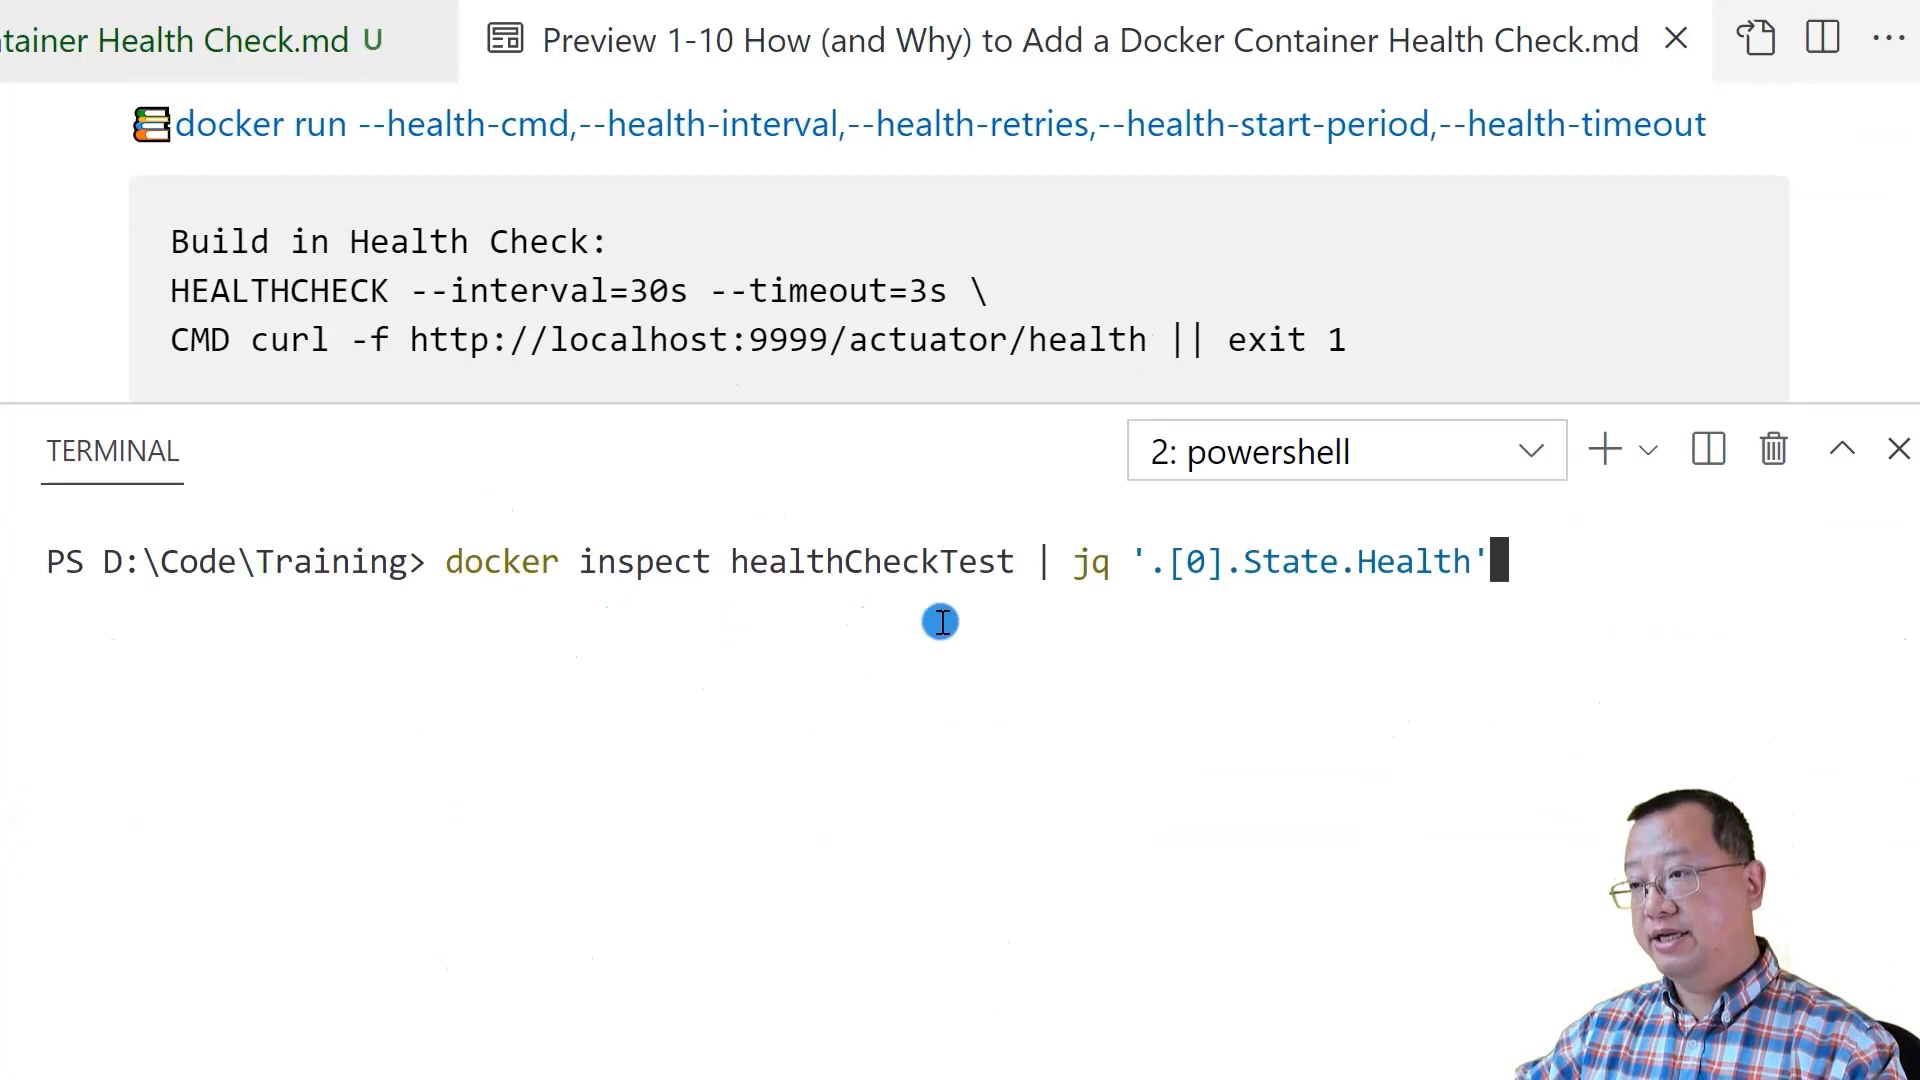 tainer Health Check.md U
Preview 1-10 How (and Why) to Add a Docker Container Health Check.md
docker run --health-cmd,--health-interval,--health-retries,--health-start-period,--health-timeout
Build in Health Check:
HEALTHCHECK --interval=30s --timeout=3s \
CMD curl -f http://localhost:9999/actuator/health || exit 1
TERMINAL
2: powershell
PS D:\Code\Training> docker inspect healthCheckTest | jq '.[0].State.Health'